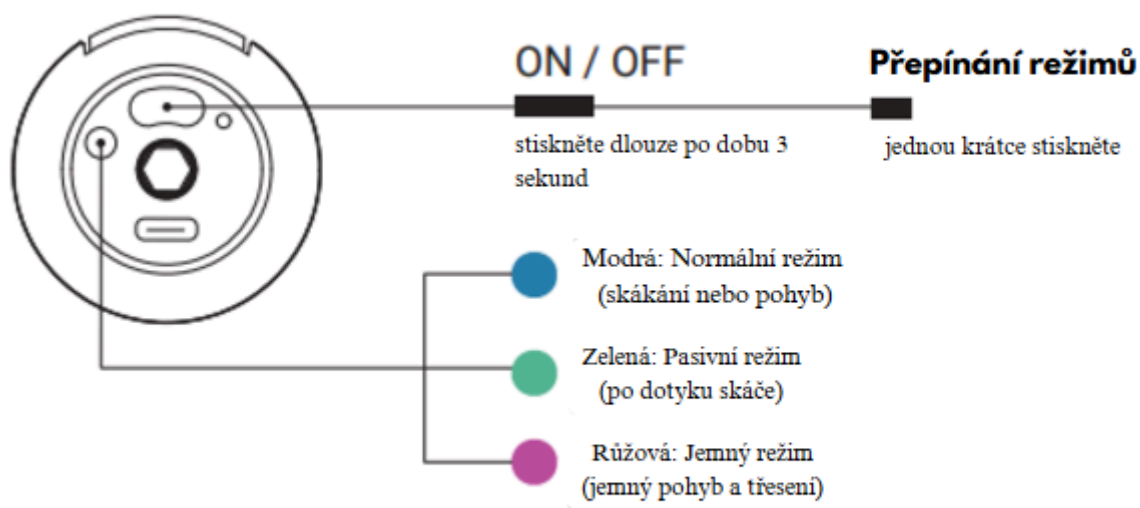 ON / OFF
Přepínání režimů
stiskněte dlouze po dobu 3
sekund
jednou krátce stiskněte
Modrá: Normální režim
(skákání nebo pohyb)
Zelená: Pasivní režim
(po dotyku skáče)
Růžová: Jemný režim
(jemný pohyb a třesení)